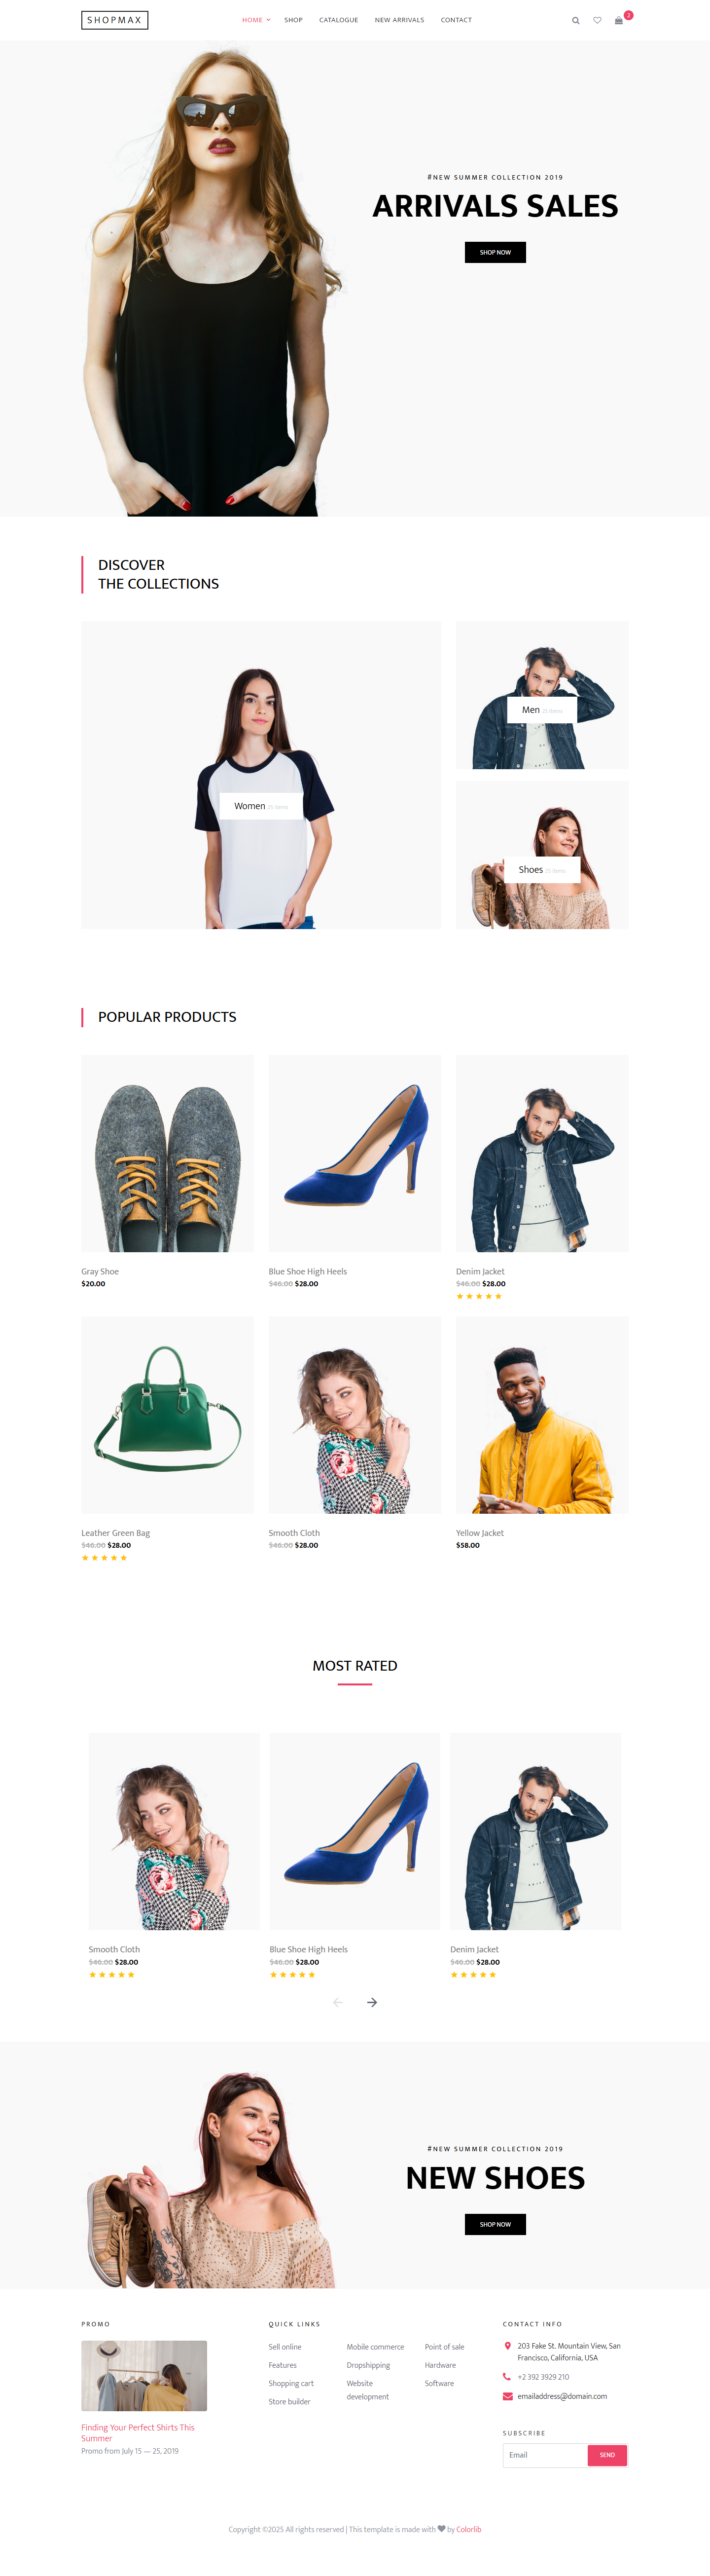 SHOPMAX
HOME
SHOP
CATALOGUE
NEW ARRIVALS
CONTACT
2
#NEW SUMMER COLLECTION 2019
ARRIVALS SALES
SHOP NOW
DISCOVER
THE COLLECTIONS
Women 25 items
Men 25 items
Shoes 25 items
POPULAR PRODUCTS
Gray Shoe
$20.00
Blue Shoe High Heels
$46.00 $28.00
Denim Jacket
$46.00 $28.00
Leather Green Bag
$46.00 $28.00
Smooth Cloth
$46.00 $28.00
Yellow Jacket
$58.00
MOST RATED
Smooth Cloth
$46.00 $28.00
Blue Shoe High Heels
$46.00 $28.00
Denim Jacket
$46.00 $28.00
#NEW SUMMER COLLECTION 2019
NEW SHOES
SHOP NOW
PROMO
Finding Your Perfect Shirts This
Summer
Promo from July 15 — 25, 2019
QUICK LINKS
Sell online
Features
Shopping cart
Store builder
Mobile commerce
Dropshipping
Website
development
Point of sale
Hardware
Software
CONTACT INFO
203 Fake St. Mountain View, San
Francisco, California, USA
+2 392 3929 210
emailaddress@domain.com
SUBSCRIBE
Email
SEND
Copyright ©2025 All rights reserved | This template is made with by Colorlib